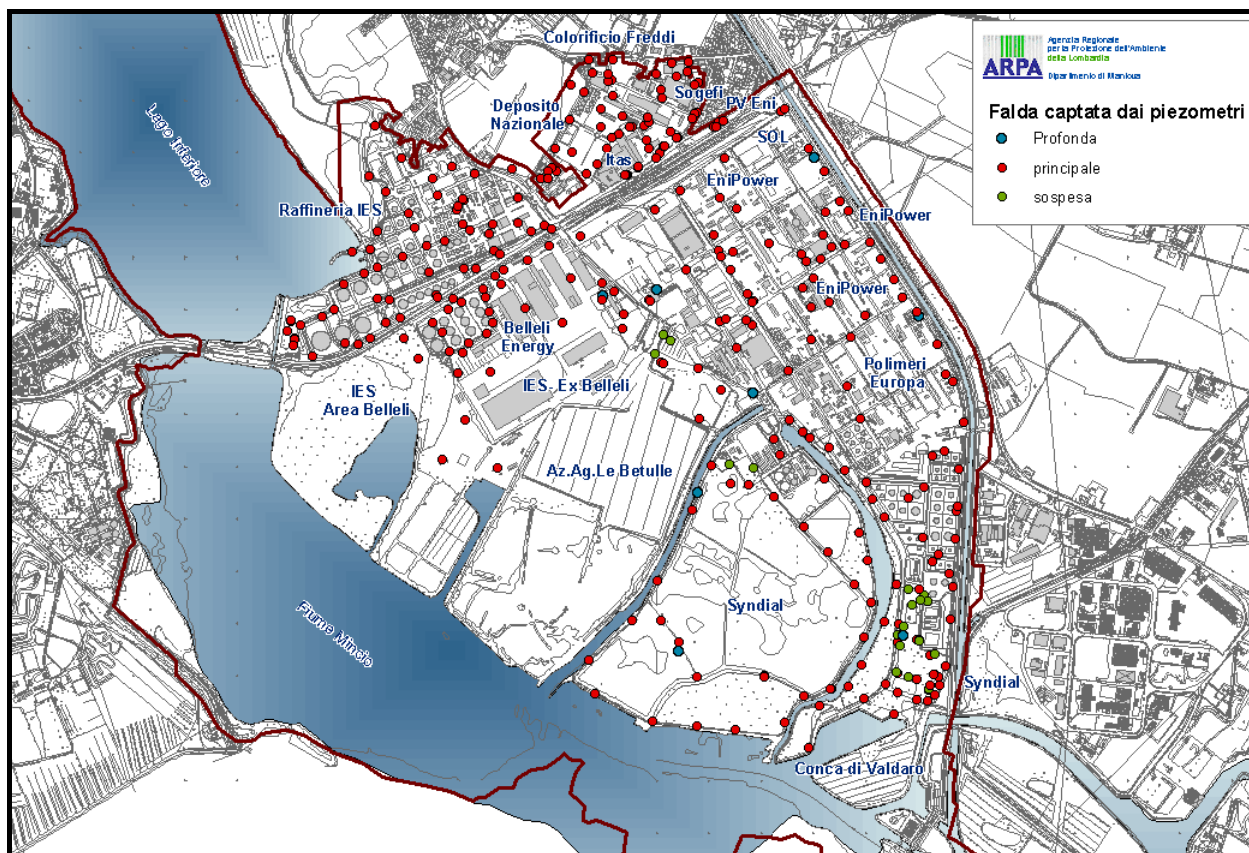 Colorificio Freddi
Agenzia Regionale
per la Protezione dell'Ambiente
della Lombardia
ARPA
Dipartimento di Mantova
Falda captata dai piezometri
Profonda
principale
sospesa
Lago Inferiore
Deposito
Nazionale
Sogefi
PV Eni
SOL
Itas
EniPower
Raffineria IES
EniPower
EniPower
Belleli
Energy
Polimeri
Europa
IES- Ex Belleli
IES
Area Belleli
Az.Ag.Le Betulle
Syndial
Fiume Mincio
Syndial
Conca di Valdaro